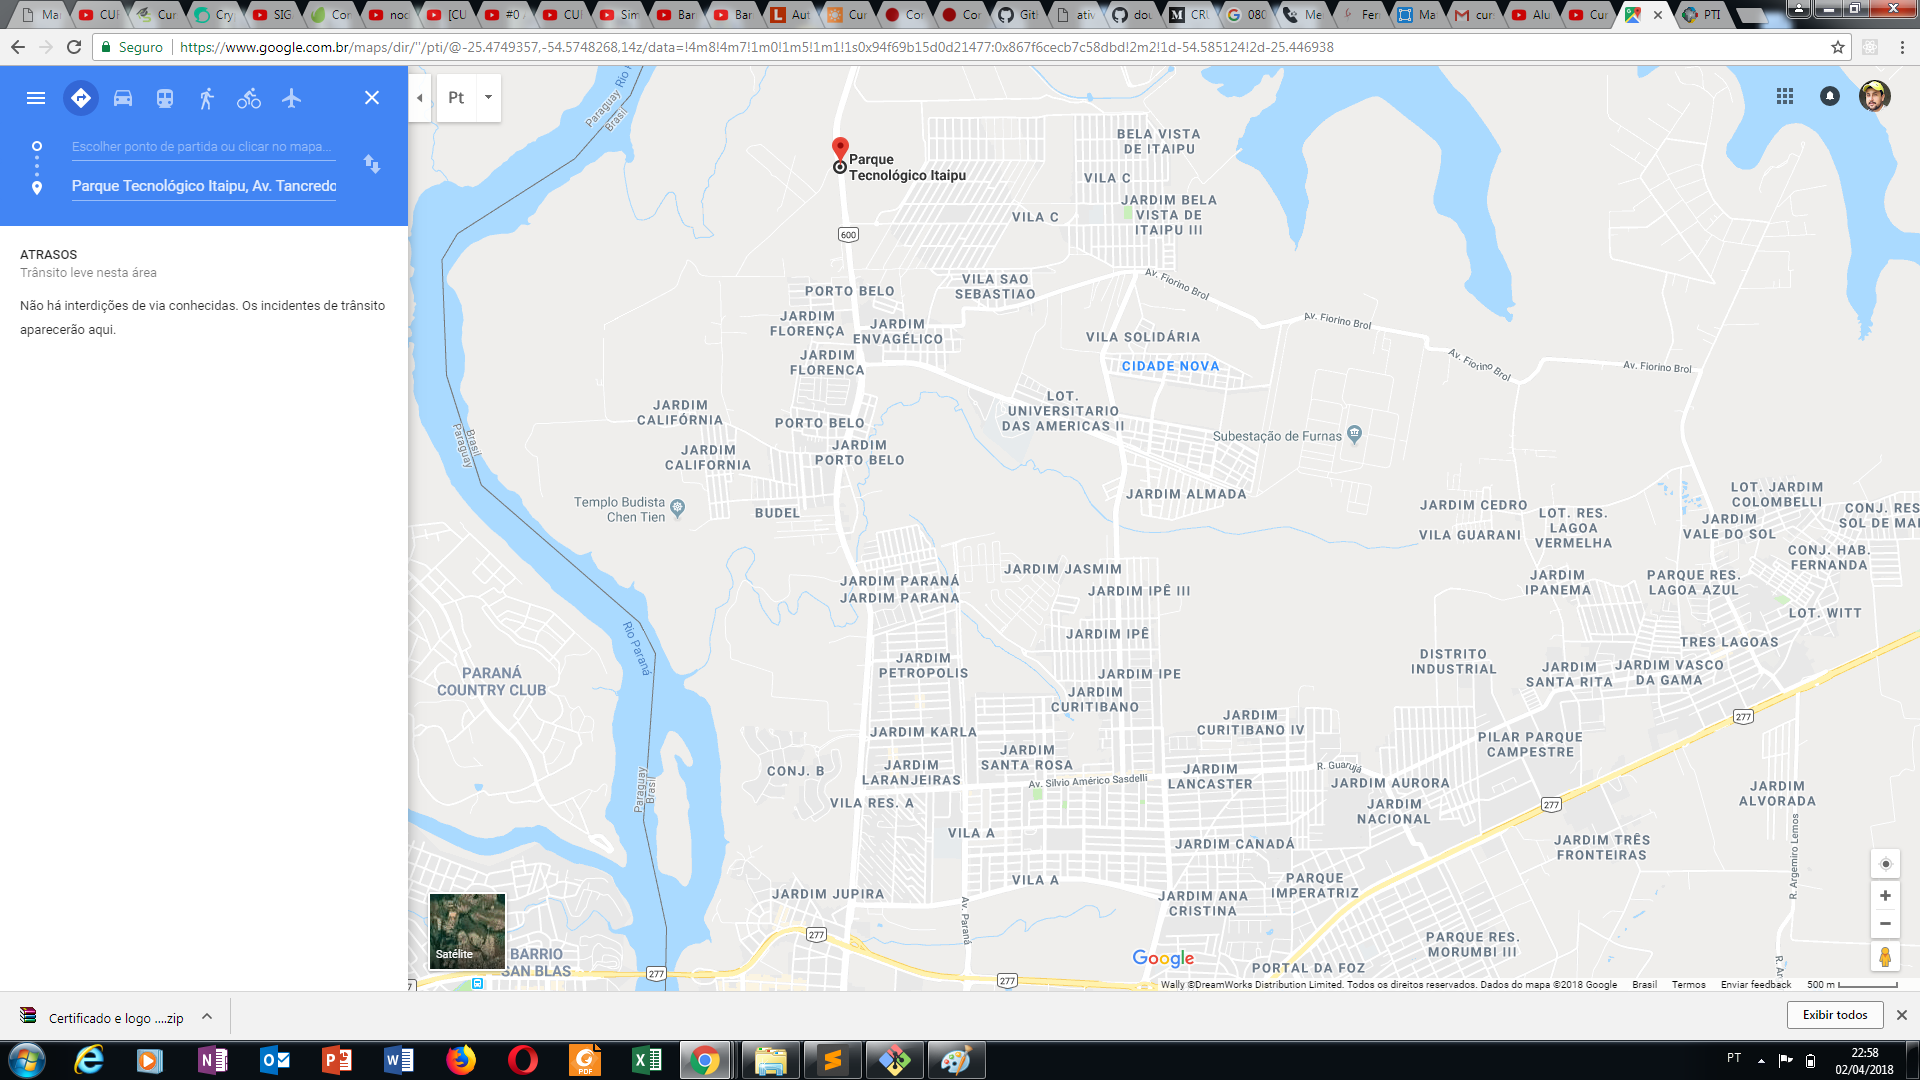 Ma
CUR
Cur
Cry
SIG
Con
nod
[CU
#0
CUR
Sim
Bar
Bar
Aut
Cur
Cor
Cor
Git
ativ
dou
CRU
080
Me
Fern
Ma
curs
Alu
Cur
PTI
Seguro
https://www.google.com.br/maps/dir/''/pti/@-25.4749357,-54.5748268,14z/data=!4m8!4m7!1m0!1m5!1m1!1s0x94f69b15d0d21477:0x867f6cecb7c58dbd!2m2!1d-54.585124!2d-25.446938
Escolher ponto de partida ou clicar no mapa...
Parque Tecnológico Itaipu, Av. Tancredo
ATRASOS
Trânsito leve nesta área
Não há interdições de via conhecidas. Os incidentes de trânsito
aparecerão aqui.
Pt
Paraguay
Brasil
Rio P
Parque
Tecnológico Itaipu
600
BELA VISTA
DE ITAIPU
VILA C
JARDIM BELA
VISTA DE
ITAIPU III
VILA C
VILA SAO
SEBASTIAO
Av. Fiorino Brol
Av. Fiorino Brol
Av. Fiorino Brol
Av. Fiorino Brol
PORTO BELO
JARDIM
FLORENÇA
JARDIM
ENVAGÉLICO
JARDIM
FLORENCA
VILA SOLIDÁRIA
CIDADE NOVA
LOT.
UNIVERSITARIO
DAS AMERICAS II
JARDIM
CALIFÓRNIA
PORTO BELO
JARDIM
PORTO BELO
JARDIM
CALIFORNIA
Brasil
Paraguay
Subestação de Furnas
Templo Budista
Chen Tien
BUDEL
JARDIM ALMADA
JARDIM CEDRO
VILA GUARANI
LOT. RES.
LAGOA
VERMELHA
LOT. JARDIM
COLOMBELLI
JARDIM
VALE DO SOL
CONJ. RES
SOL DE MAI
CONJ. HAB.
FERNANDA
JARDIM PARANÁ
JARDIM PARANA
JARDIM JASMIM
JARDIM IPÊ III
JARDIM
IPANEMA
PARQUE RES.
LAGOA AZUL
LOT. WITT
Rio Paraná
JARDIM IPÊ
TRES LAGOAS
PARANÁ
COUNTRY CLUB
JARDIM
PETROPOLIS
JARDIM IPE
DISTRITO
INDUSTRIAL
JARDIM
SANTA RITA
JARDIM VASCO
DA GAMA
JARDIM
CURITIBANO
JARDIM
CURITIBANO IV
277
JARDIM KARLA
PILAR PARQUE
CAMPESTRE
JARDIM
SANTA ROSA
CONJ. B
JARDIM
LARANJEIRAS
R. Guarujá
Av. Silvio Américo Sasdelli
JARDIM
LANCASTER
JARDIM AURORA
Paraguay
Brasil
VILA RES. A
JARDIM
NACIONAL
277
JARDIM
ALVORADA
VILA A
JARDIM CANADÁ
JARDIM TRÊS
FRONTEIRAS
R. Argemiro Lemos
VILA A
PARQUE
IMPERATRIZ
JARDIM JUPIRA
JARDIM ANA
CRISTINA
Av. Paraná
277
PARQUE RES.
MORUMBI III
Satélite
BARRIO
SAN BLAS
277
277
Google
PORTAL DA FOZ
Wally ©DreamWorks Distribution Limited. Todos os direitos reservados. Dados do mapa ©2018 Google Brasil Termos Enviar feedback 500 m
Certificado e logo ....zip
Exibir todos
PT
22:58
02/04/2018